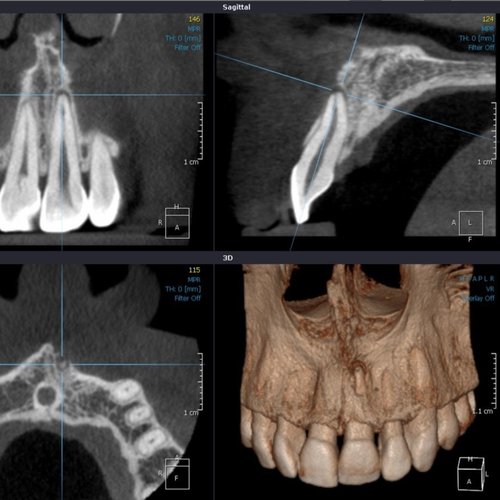 Sagittal
146
MPR
TH: 0 [mm]
Filter Off
1 cm
H
R
A
124
MPR
TH: 0 [mm]
Filter Off
1 cm
A
L
F
3D
115
MPR
TH: 0 [mm]
Filter Off
1 cm
A
R
F
A P L R
VR
Overlay Off
1.1 cm
H
A
L